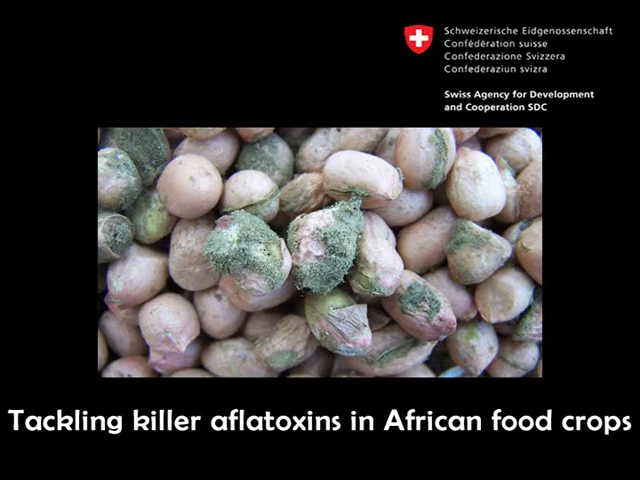 Schweizerische Eidgenossenschaft
Confédération suisse
Confederazione Svizzera
Confederaziun svizra
Swiss Agency for Development
and Cooperation SDC
Tackling killer aflatoxins in African food crops